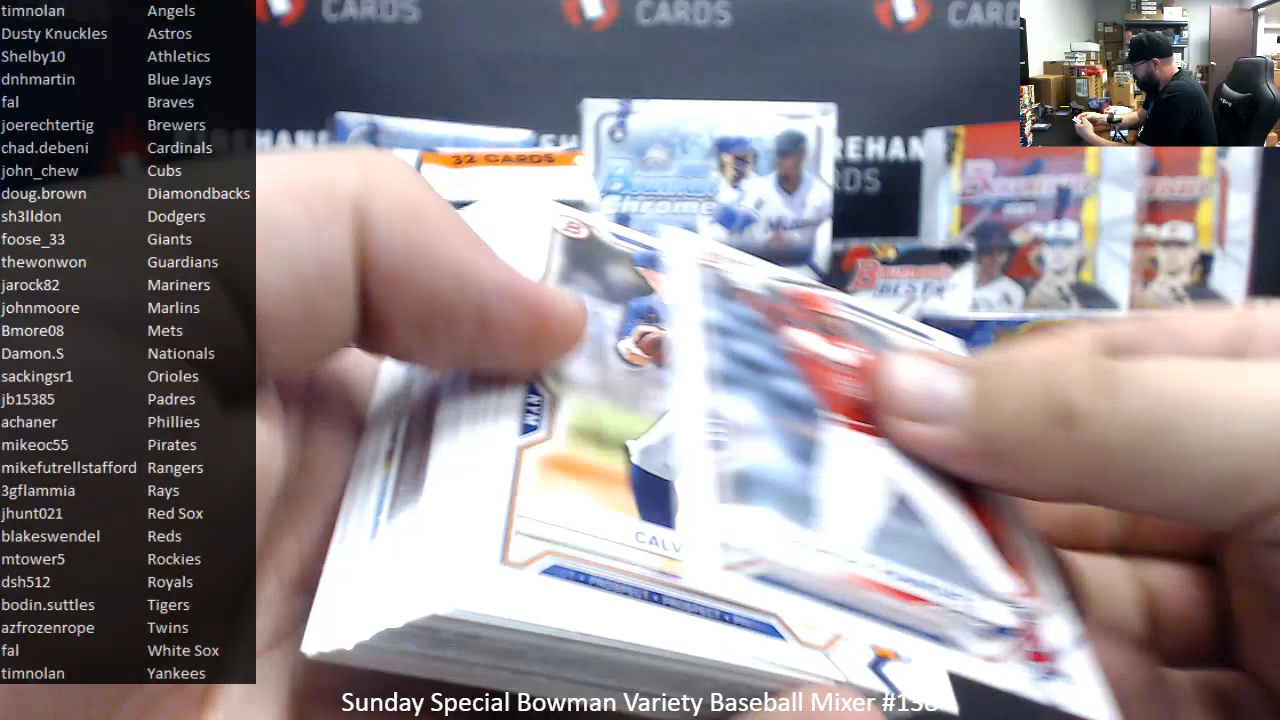 timnolan Angels
Dusty Knuckles Astros
Shelby10 Athletics
dnhmartin Blue Jays
fal Braves
joerechtertig Brewers
chad.debeni Cardinals
john_chew Cubs
doug.brown Diamondbacks
sh3lldon Dodgers
foose_33 Giants
thewonwon Guardians
jarock82 Mariners
johnmoore Marlins
Bmore08 Mets
Damon.S Nationals
sackingsr1 Orioles
jb15385 Padres
achaner Phillies
mikeoc55 Pirates
mikefutrellstafford Rangers
3gflammia Rays
jhunt021 Red Sox
blakeswendel Reds
mtower5 Rockies
dsh512 Royals
bodin.suttles Tigers
azfrozenrope Twins
fal White Sox
timnolan Yankees
CARDS
CARDS
CARDS
32 CARDS
Bowman
Chrome
REHAN
Bowman
NYM
CALV
PROSPECT • PROSPECT
Sunday Special Bowman Variety Baseball Mixer